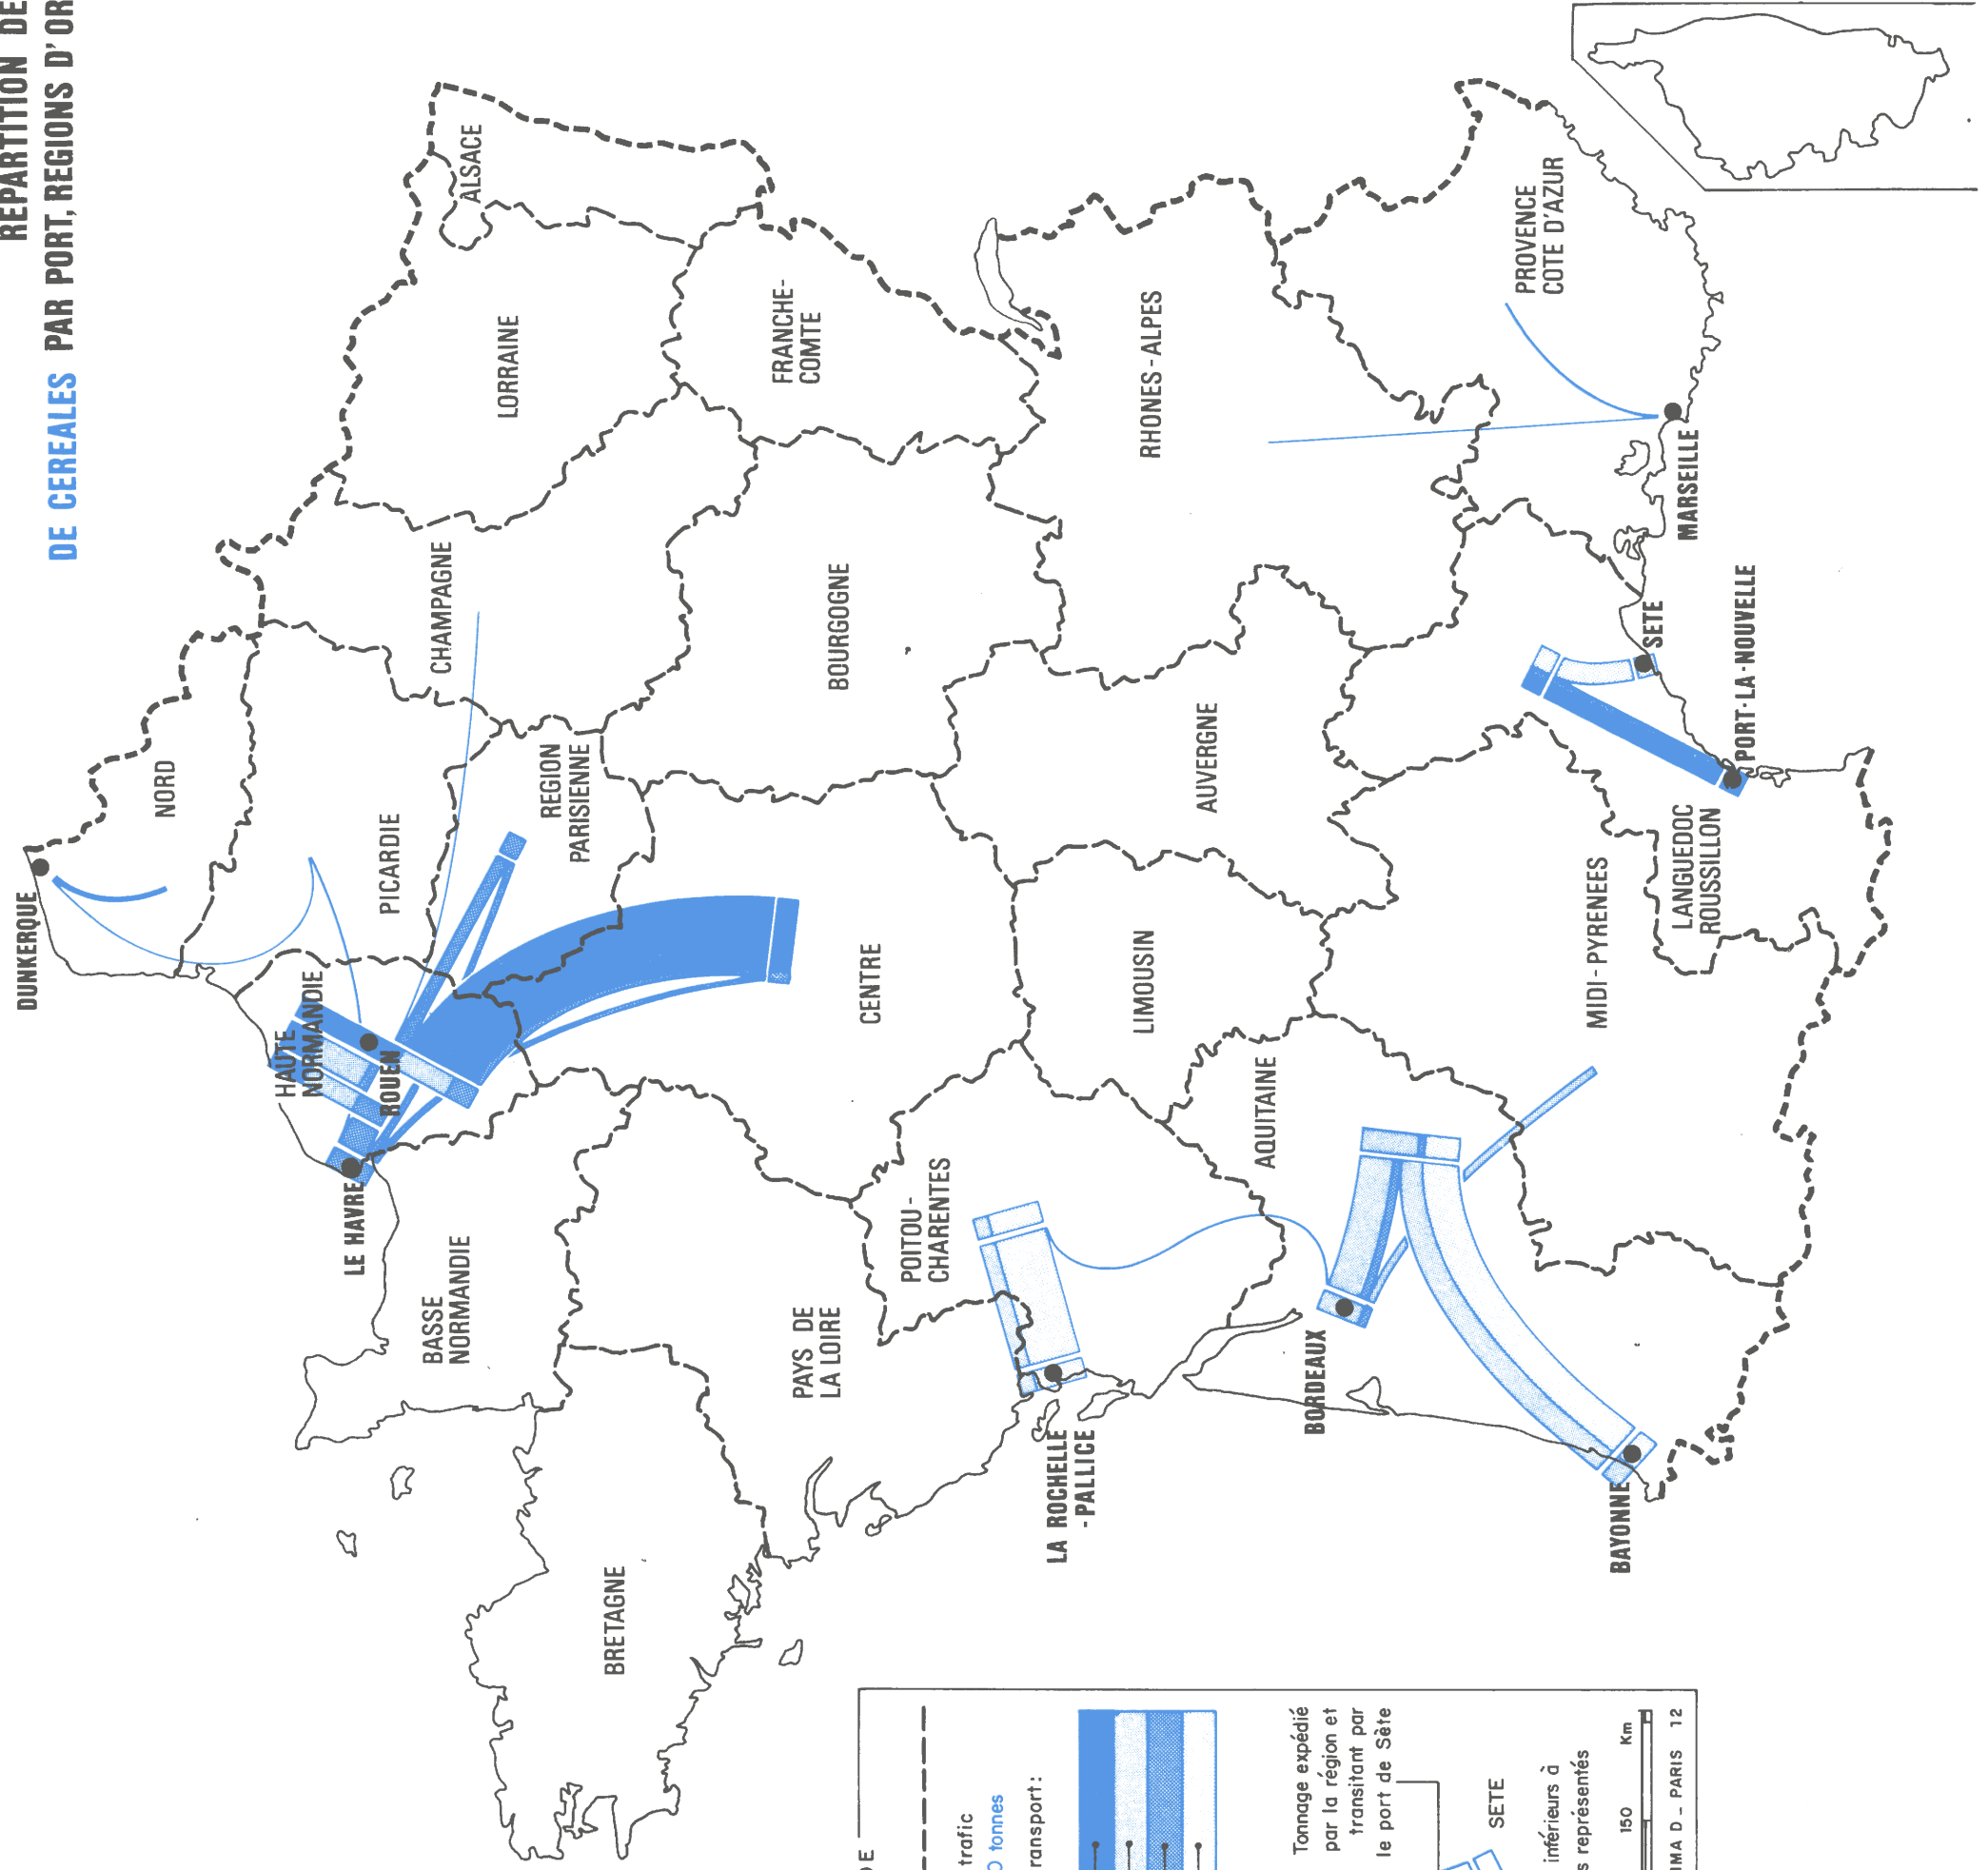 REPARTITION DE
DE CEREALES PAR PORT, REGIONS D'OR
DUNKERQUE
NORD
PICARDIE
HAUTE
NORMANDIE
ROUEN
LE HAVRE
BASSE
NORMANDIE
CHAMPAGNE
REGION
PARISIENNE
LORRAINE
ALSACE
FRANCHE-
COMTE
BOURGOGNE
CENTRE
BRETAGNE
PAYS DE
LA LOIRE
POITOU-
CHARENTES
LA ROCHELLE
-PALLICE
LIMOUSIN
AUVERGNE
RHONES-ALPES
AQUITAINE
BORDEAUX
BAYONNE
MIDI-PYRENEES
LANGUEDOC
ROUSSILLON
PORT-LA-NOUVELLE
SETE
MARSEILLE
PROVENCE
COTE D'AZUR
DE
trafic
0 tonnes
ransport:
Tonnage expédié
par la région et
transitant par
le port de Sète
SETE
inférieurs à
s représentés
150 Km
MA D - PARIS 12